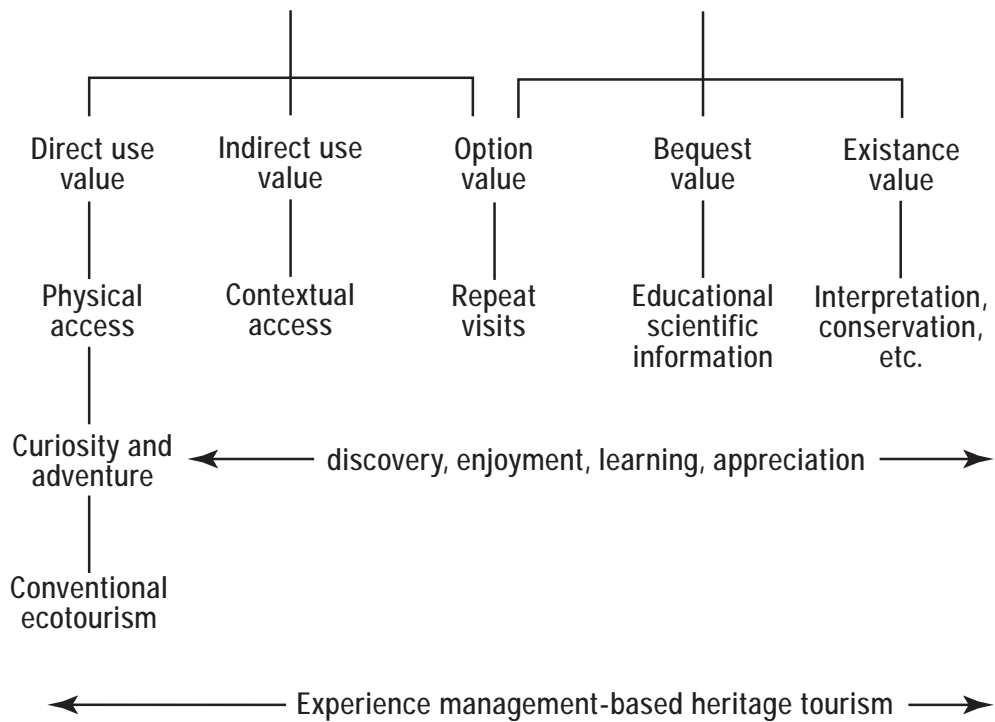 Direct use
value
Indirect use
value
Option
value
Bequest
value
Existance
value
Physical
access
Contextual
access
Repeat
visits
Educational
scientific
information
Interpretation,
conservation,
etc.
Curiosity and
adventure
discovery, enjoyment, learning, appreciation
Conventional
ecotourism
Experience management-based heritage tourism